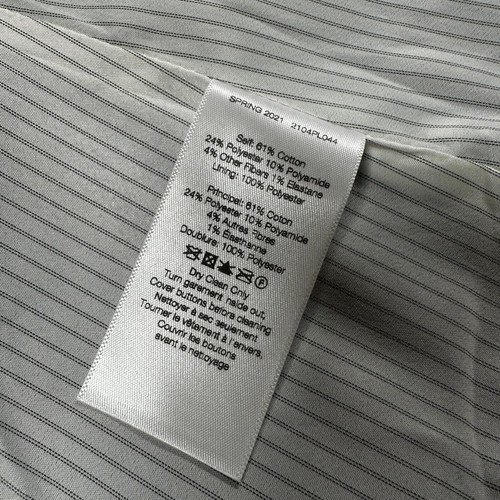 SPRING 2021 2104PL044
Self: 61% Cotton
24% Polyester 10% Polyamide
4% Other Fibers 1% Elastane
Lining: 100% Polyester
Principal: 61% Coton
24% Polyester 10% Polyamide
4% Autres Fibres
1% Elasthanne
Doublure: 100% Polyester
Dry Clean Only
Turn garement inside out.
Cover buttons before cleaning
Nettoyer à sec seulement
Tourner le vêtement à l'envers,
Couvrir les boutons
avant le nattoyage